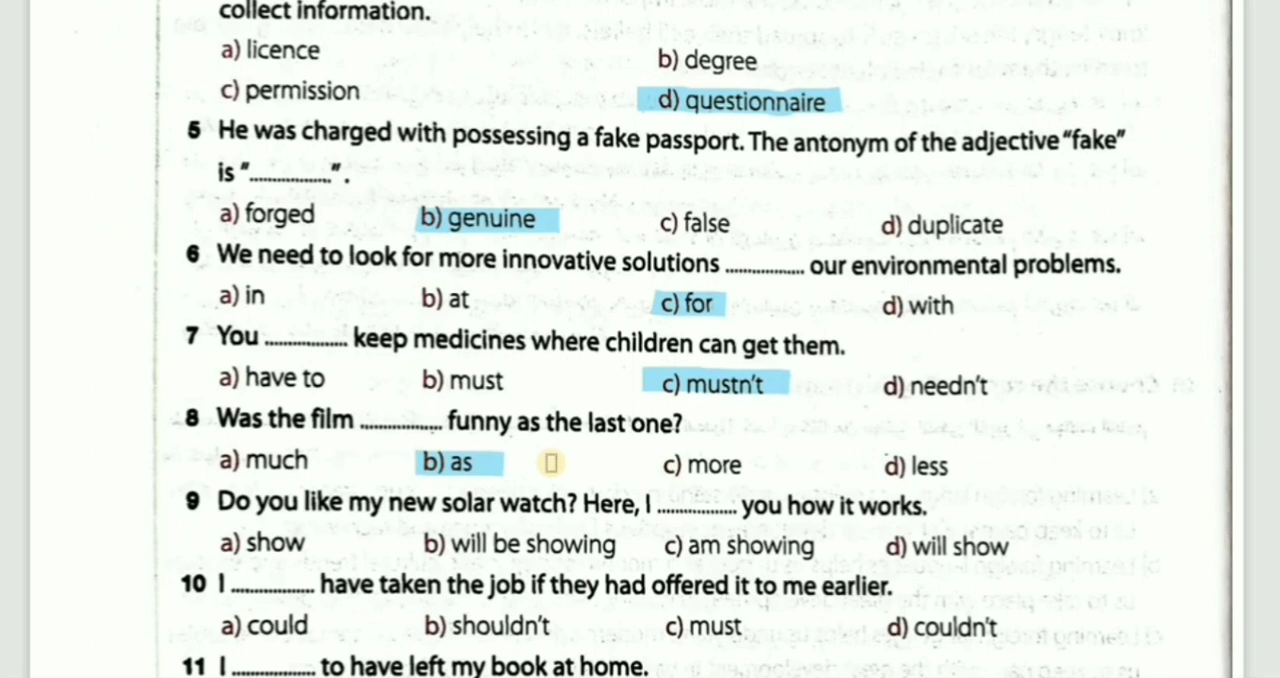 collect information.
a) licence b) degree
c) permission d) questionnaire
5 He was charged with possessing a fake passport. The antonym of the adjective "fake"
is "................".
a) forged b) genuine c) false d) duplicate
6 We need to look for more innovative solutions ................ our environmental problems.
a) in b) at c) for d) with
7 You ................ keep medicines where children can get them.
a) have to b) must c) mustn't d) needn't
8 Was the film ................ funny as the last one?
a) much b) as c) more d) less
9 Do you like my new solar watch? Here, I ................ you how it works.
a) show b) will be showing c) am showing d) will show
10 I ................ have taken the job if they had offered it to me earlier.
a) could b) shouldn't c) must d) couldn't
11 I ................ to have left my book at home.